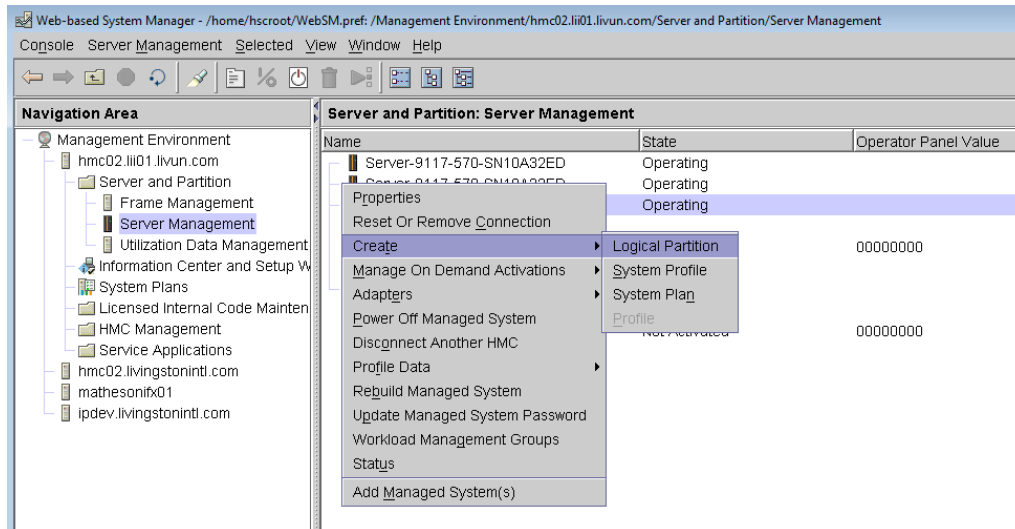 Web-based System Manager - /home/hscroot/WebSM.pref: /Management Environment/hmc02.lii01.livun.com/Server and Partition/Server Management
Console Server Management Selected View Window Help
Navigation Area
Management Environment
hmc02.lii01.livun.com
Server and Partition
Frame Management
Server Management
Utilization Data Management
Information Center and Setup W
System Plans
Licensed Internal Code Mainten
HMC Management
Service Applications
hmc02.livingstonintl.com
mathesonifx01
ipdev.livingstonintl.com
Server and Partition: Server Management
Name State Operator Panel Value
Server-9117-570-SN10A32ED Operating
Operating
Operating
00000000
Not Activated 00000000
Properties
Reset Or Remove Connection
Create
Manage On Demand Activations
Adapters
Power Off Managed System
Disconnect Another HMC
Profile Data
Rebuild Managed System
Update Managed System Password
Workload Management Groups
Status
Add Managed System(s)
Logical Partition
System Profile
System Plan
Profile